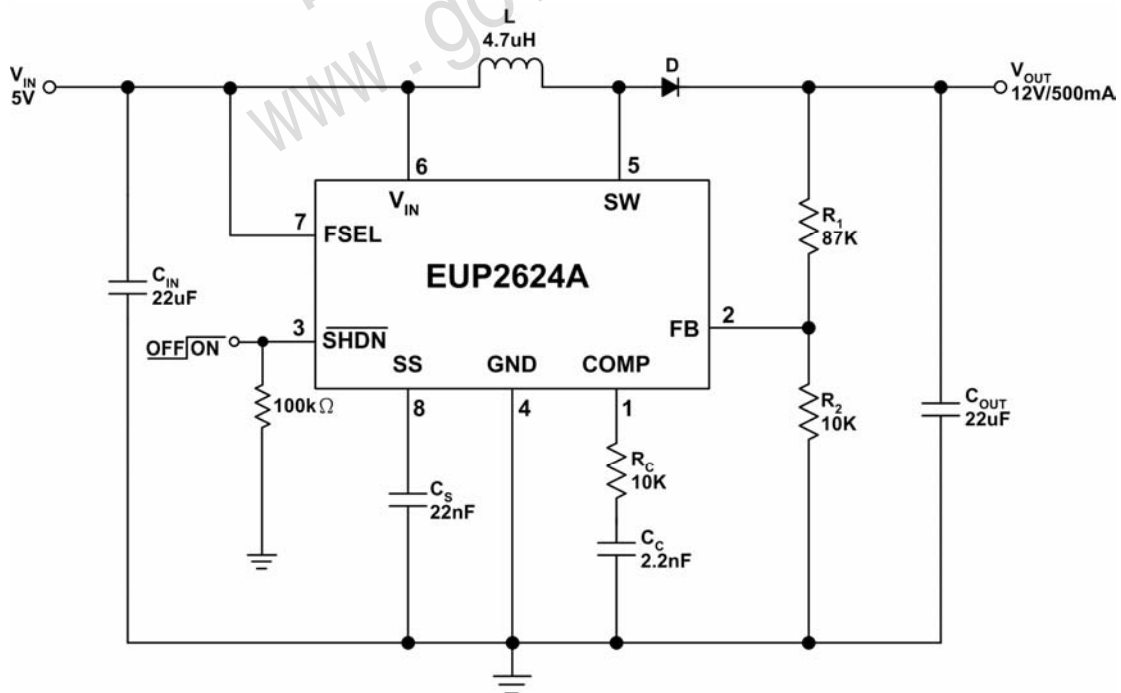 www.go
L
4.7uH
D
V_IN
5V
V_OUT
12V/500mA
6
5
V_IN
SW
7
FSEL
R_1
87K
EUP2624A
C_IN
22uF
2
FB
3
SHDN
OFF ON
SS
GND
COMP
100kΩ
8
4
1
R_2
10K
C_OUT
22uF
R_C
10K
C_S
22nF
C_C
2.2nF